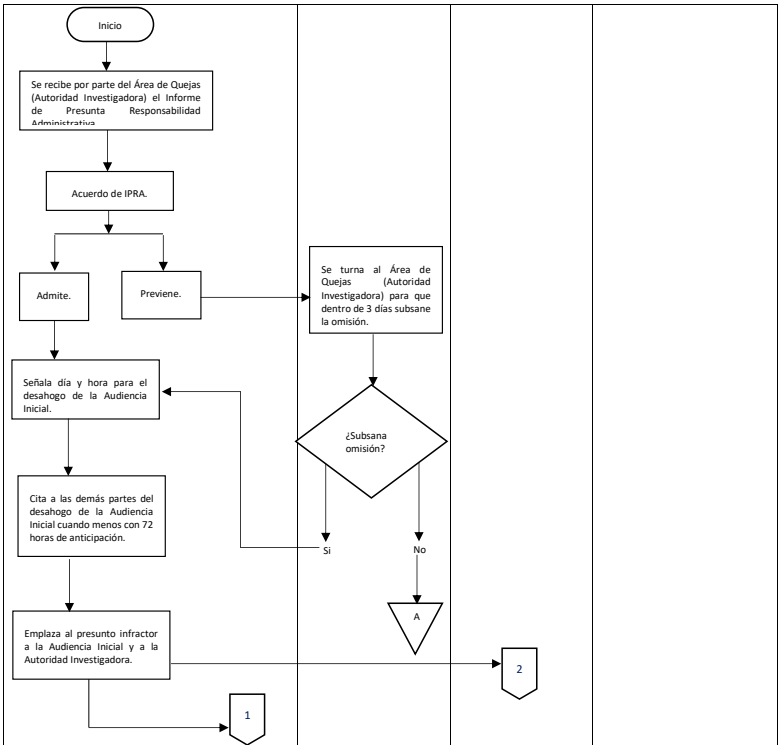 Inicio
Se recibe por parte del Área de Quejas
(Autoridad Investigadora) el Informe
de Presunta Responsabilidad
Administrativa
Acuerdo de IPRA.
Admite.
Previene.
Se turna al Área de
Quejas (Autoridad
Investigadora) para que
dentro de 3 días subsane
la omisión.
Señala día y hora para el
desahogo de la Audiencia
Inicial.
¿Subsana
omisión?
Cita a las demás partes del
desahogo de la Audiencia
Inicial cuando menos con 72
horas de anticipación.
Si
No
A
Emplaza al presunto infractor
a la Audiencia Inicial y a la
Autoridad Investigadora.
2
1